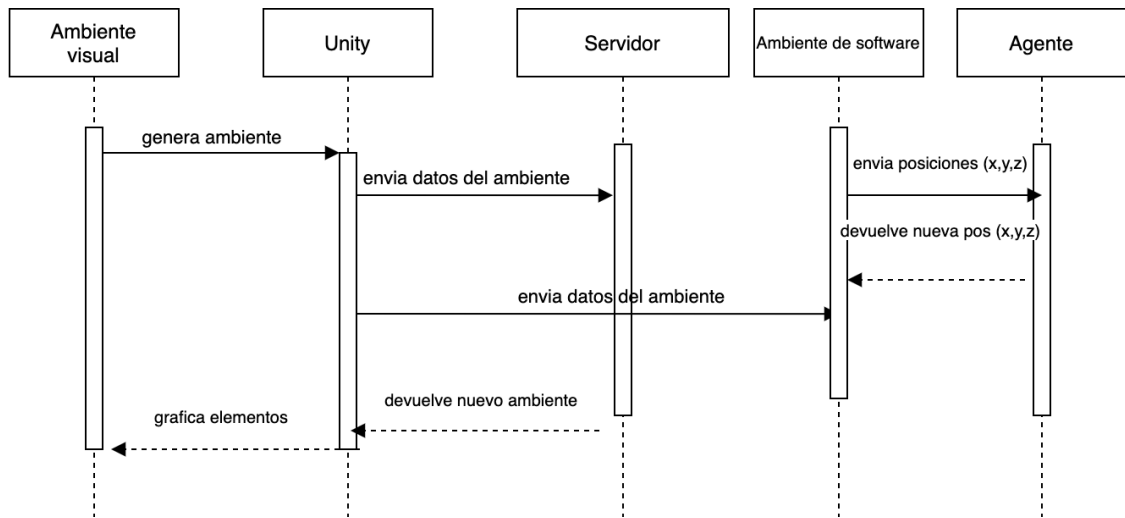 Ambiente
visual
Unity
Servidor
Ambiente de software
Agente
genera ambiente
envia datos del ambiente
envia posiciones (x,y,z)
devuelve nueva pos (x,y,z)
envia datos del ambiente
devuelve nuevo ambiente
grafica elementos